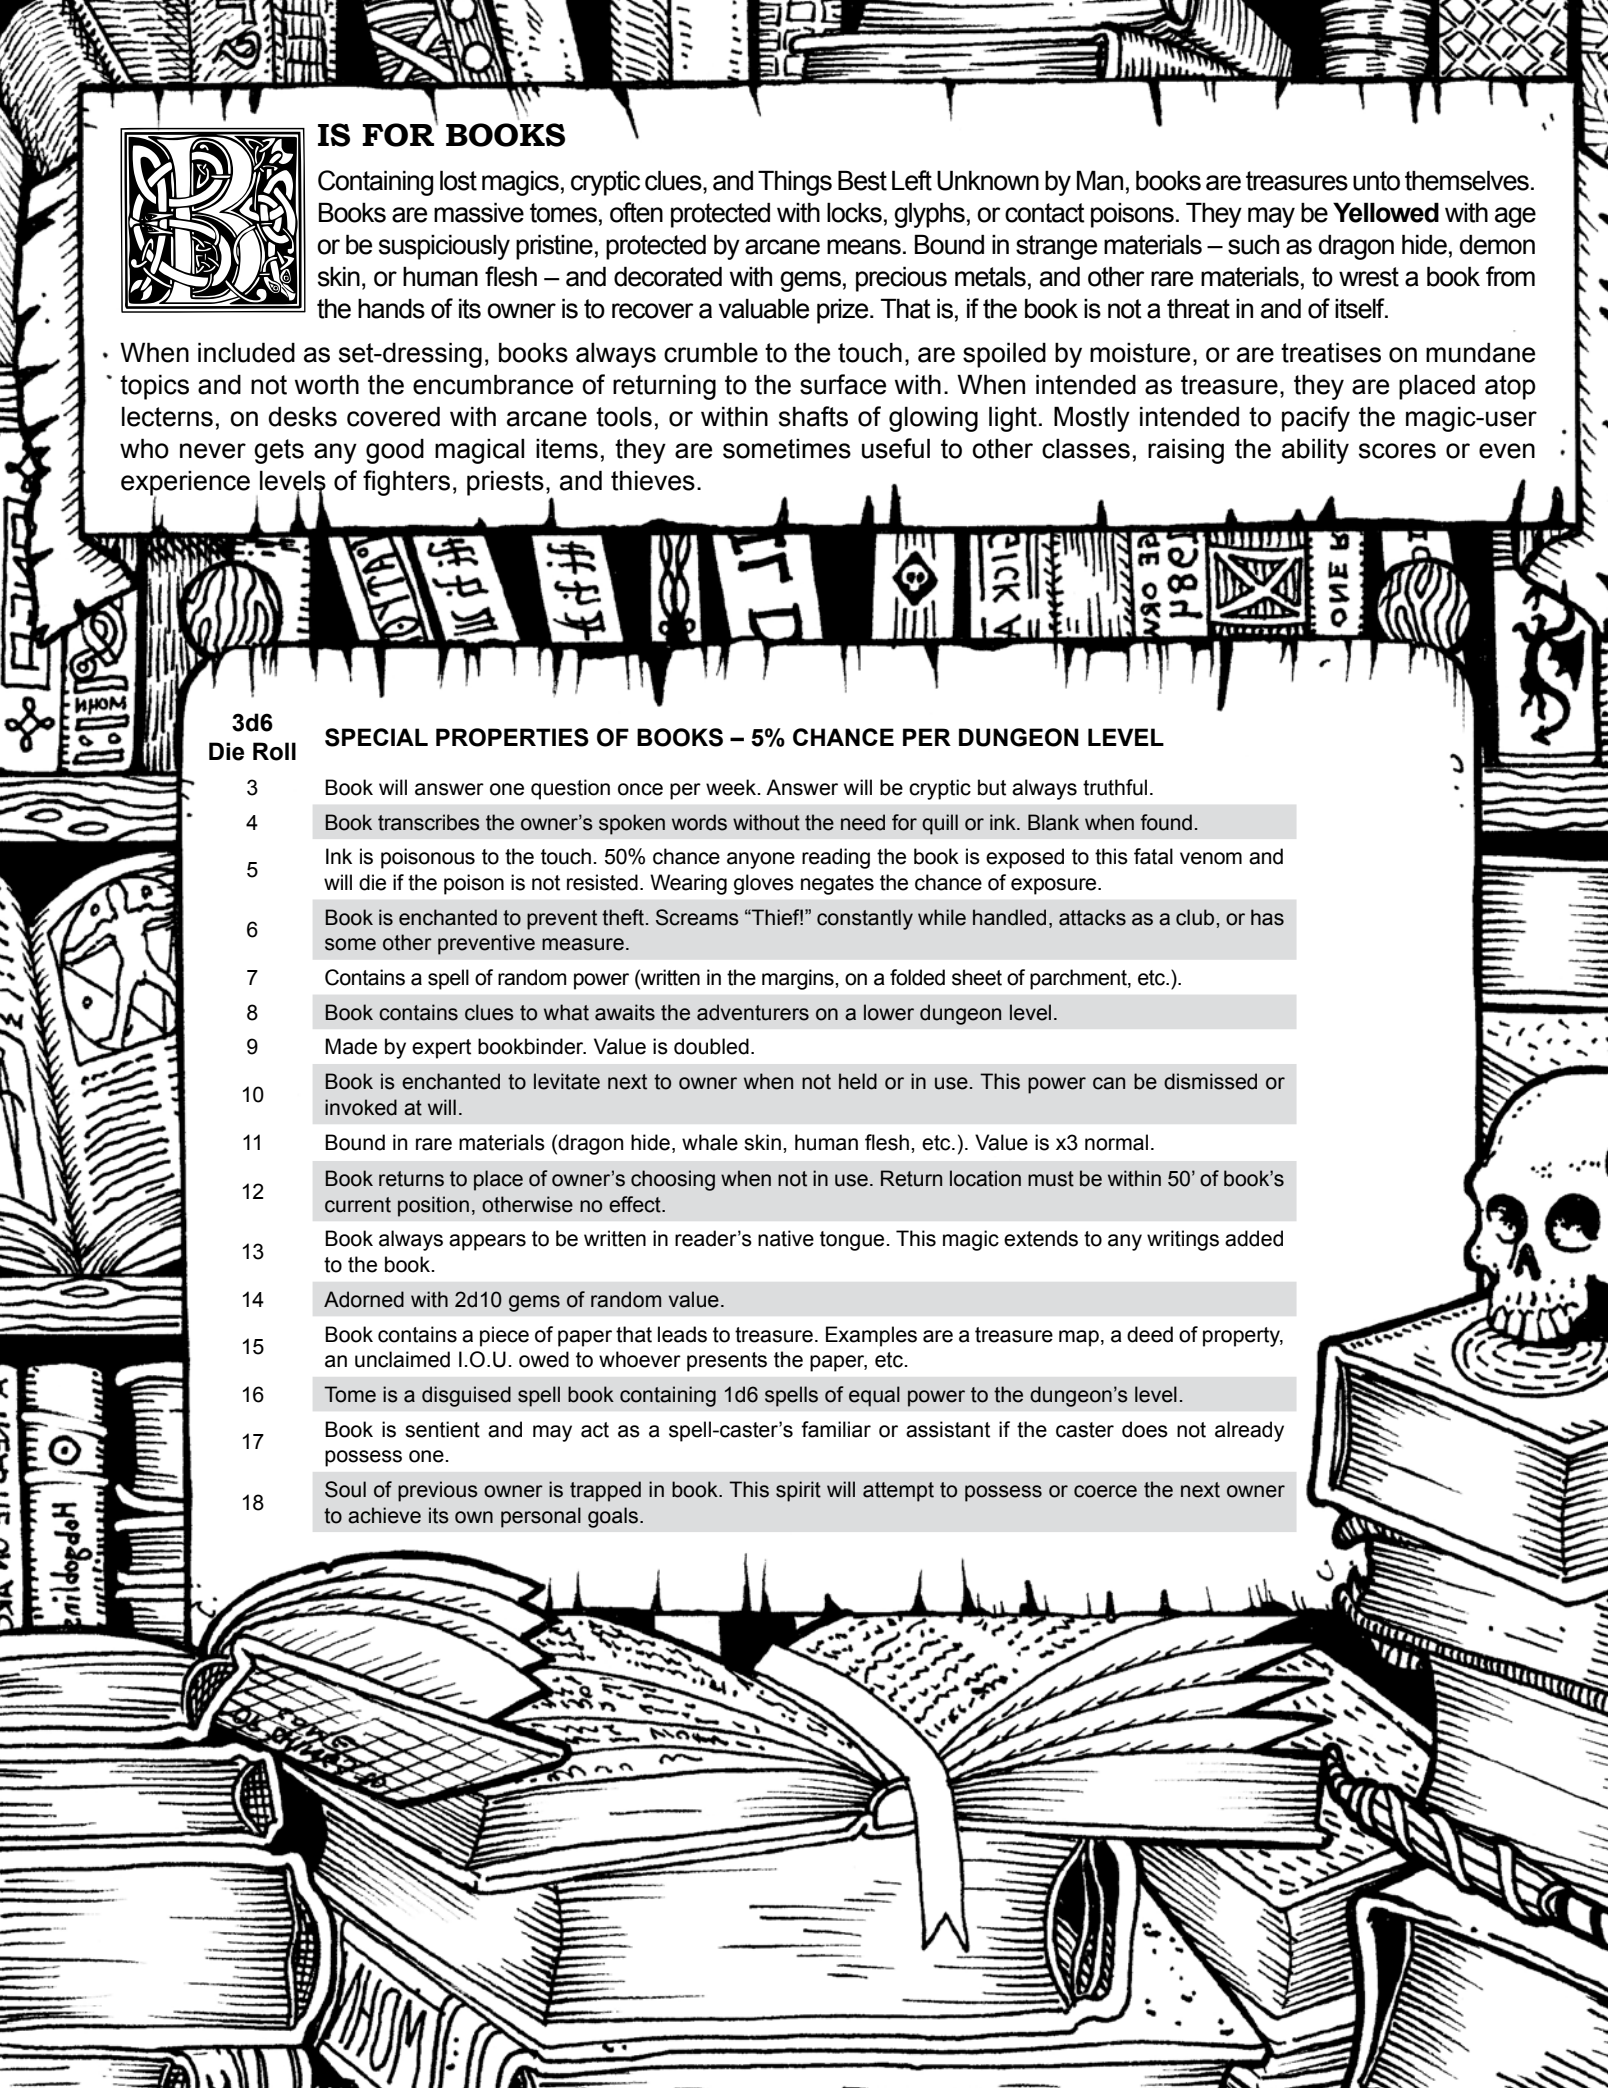 B IS FOR BOOKS
Containing lost magics, cryptic clues, and Things Best Left Unknown by Man, books are treasures unto themselves.
Books are massive tomes, often protected with locks, glyphs, or contact poisons. They may be Yellowed with age
or be suspiciously pristine, protected by arcane means. Bound in strange materials – such as dragon hide, demon
skin, or human flesh – and decorated with gems, precious metals, and other rare materials, to wrest a book from
the hands of its owner is to recover a valuable prize. That is, if the book is not a threat in and of itself.
When included as set-dressing, books always crumble to the touch, are spoiled by moisture, or are treatises on mundane
topics and not worth the encumbrance of returning to the surface with. When intended as treasure, they are placed atop
lecterns, on desks covered with arcane tools, or within shafts of glowing light. Mostly intended to pacify the magic-user
who never gets any good magical items, they are sometimes useful to other classes, raising the ability scores or even
experience levels of fighters, priests, and thieves.
1984
3d6
Die Roll
SPECIAL PROPERTIES OF BOOKS – 5% CHANCE PER DUNGEON LEVEL
3 Book will answer one question once per week. Answer will be cryptic but always truthful.
4 Book transcribes the owner’s spoken words without the need for quill or ink. Blank when found.
5 Ink is poisonous to the touch. 50% chance anyone reading the book is exposed to this fatal venom and
will die if the poison is not resisted. Wearing gloves negates the chance of exposure.
6 Book is enchanted to prevent theft. Screams “Thief!” constantly while handled, attacks as a club, or has
some other preventive measure.
7 Contains a spell of random power (written in the margins, on a folded sheet of parchment, etc.).
8 Book contains clues to what awaits the adventurers on a lower dungeon level.
9 Made by expert bookbinder. Value is doubled.
10 Book is enchanted to levitate next to owner when not held or in use. This power can be dismissed or
invoked at will.
11 Bound in rare materials (dragon hide, whale skin, human flesh, etc.). Value is x3 normal.
12 Book returns to place of owner’s choosing when not in use. Return location must be within 50’ of book’s
current position, otherwise no effect.
13 Book always appears to be written in reader’s native tongue. This magic extends to any writings added
to the book.
14 Adorned with 2d10 gems of random value.
15 Book contains a piece of paper that leads to treasure. Examples are a treasure map, a deed of property,
an unclaimed I.O.U. owed to whoever presents the paper, etc.
16 Tome is a disguised spell book containing 1d6 spells of equal power to the dungeon’s level.
17 Book is sentient and may act as a spell-caster’s familiar or assistant if the caster does not already
possess one.
18 Soul of previous owner is trapped in book. This spirit will attempt to possess or coerce the next owner
to achieve its own personal goals.